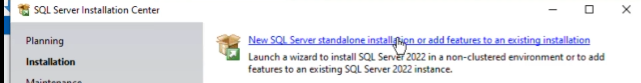 SQL Server Installation Center
Planning
Installation
Maintenance
New SQL Server standalone installation or add features to an existing installation
Launch a wizard to install SQL Server 2022 in a non-clustered environment or to add
features to an existing SQL Server 2022 instance.